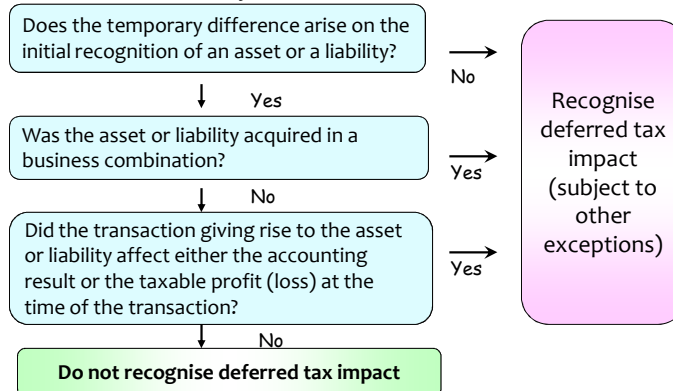 Does the temporary difference arise on the
initial recognition of an asset or a liability?
No
Yes
Was the asset or liability acquired in a
business combination?
Yes
No
Did the transaction giving rise to the asset
or liability affect either the accounting
result or the taxable profit (loss) at the
time of the transaction?
Yes
No
Do not recognise deferred tax impact
Recognise
deferred tax
impact
(subject to
other
exceptions)